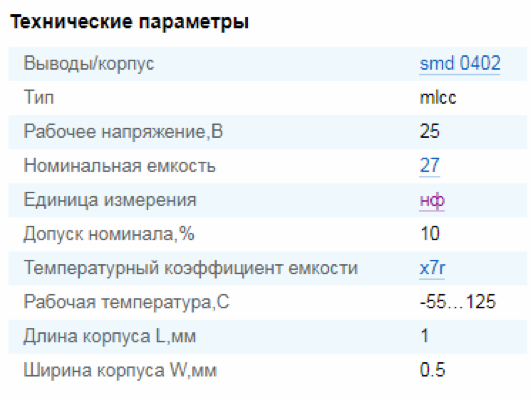 Технические параметры
Выводы/корпус smd 0402
Тип mlcc
Рабочее напряжение,В 25
Номинальная емкость 27
Единица измерения нф
Допуск номинала,% 10
Температурный коэффициент емкости x7r
Рабочая температура,С -55…125
Длина корпуса L,мм 1
Ширина корпуса W,мм 0.5